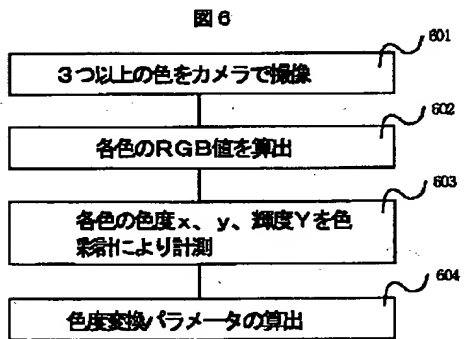 図6
601
3つ以上の色をカメラで撮像
602
各色のRGB値を算出
603
各色の色度x、y、輝度Yを色
彩計により計測
604
色度変換パラメータの算出